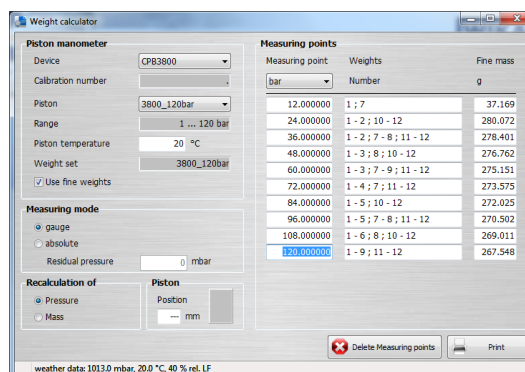 Weight calculator
Piston manometer
Device CPB3800
Calibration number .
Piston 3800_120bar
Range 1 ... 120 bar
Piston temperature 20 °C
Weight set 3800_120bar
Use fine weights
Measuring mode
gauge
absolute
Residual pressure 0 mbar
Recalculation of
Pressure
Mass
Piston
Position
--- mm
Measuring points
Measuring point Weights Fine mass
bar Number g
12.000000 1 ; 7 37.169
24.000000 1 - 2 ; 10 - 12 280.072
36.000000 1 - 2 ; 7 - 8 ; 11 - 12 278.401
48.000000 1 - 3 ; 8 ; 10 - 12 276.762
60.000000 1 - 3 ; 7 - 9 ; 11 - 12 275.151
72.000000 1 - 4 ; 7 ; 11 - 12 273.575
84.000000 1 - 5 ; 10 - 12 272.025
96.000000 1 - 5 ; 7 - 8 ; 11 - 12 270.502
108.000000 1 - 6 ; 8 ; 10 - 12 269.011
120.000000 1 - 9 ; 11 - 12 267.548
Delete Measuring points
Print
weather data: 1013.0 mbar, 20.0 °C, 40 % rel. LF